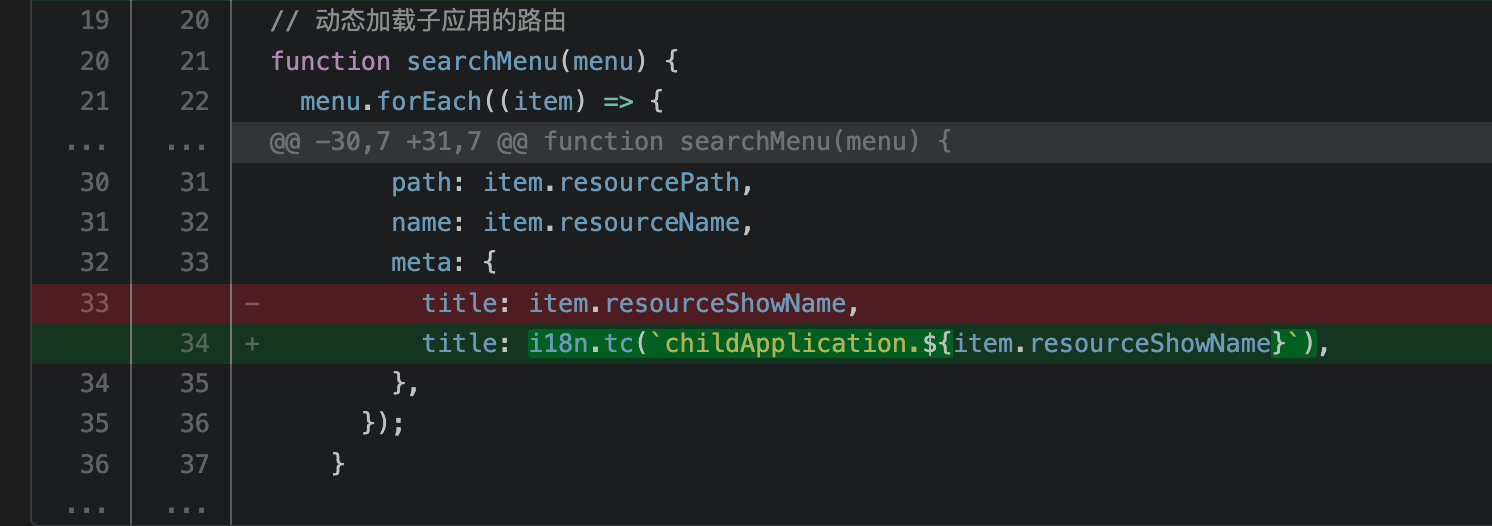 19 20 // 动态加载子应用的路由
20 21 function searchMenu(menu) {
21 22 menu.forEach((item) => {
... ... @@ -30,7 +31,7 @@ function searchMenu(menu) {
30 31 path: item.resourcePath,
31 32 name: item.resourceName,
32 33 meta: {
33 - title: item.resourceShowName,
34 + title: i18n.tc(`childApplication.${item.resourceShowName}`),
34 35 },
35 36 });
36 37 }
... ...